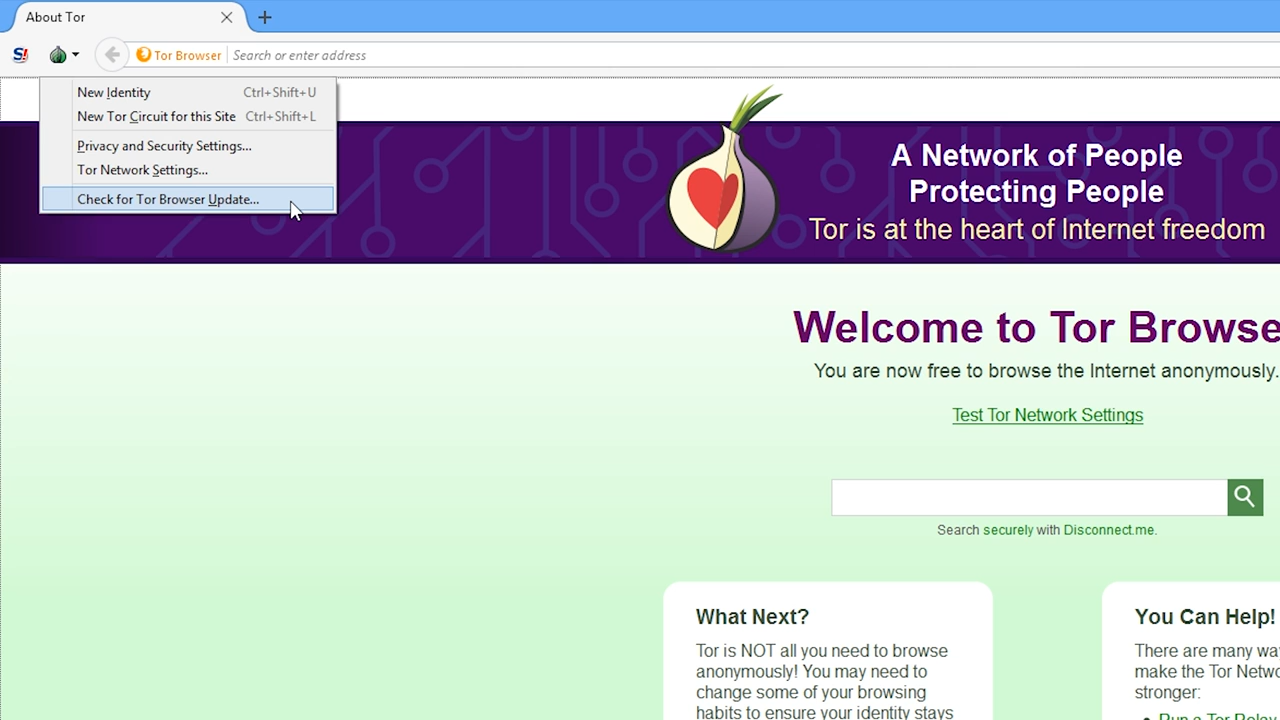 About Tor
S!
Tor Browser
Search or enter address
New Identity Ctrl+Shift+U
New Tor Circuit for this Site Ctrl+Shift+L
Privacy and Security Settings...
Tor Network Settings...
Check for Tor Browser Update...
A Network of People
Protecting People
Tor is at the heart of Internet freedom
Welcome to Tor Browse
You are now free to browse the Internet anonymously.
Test Tor Network Settings
Search securely with Disconnect.me.
What Next?
Tor is NOT all you need to browse
anonymously! You may need to
change some of your browsing
habits to ensure your identity stays
You Can Help!
There are many wa
make the Tor Netwo
stronger:
• Run a Tor Relay